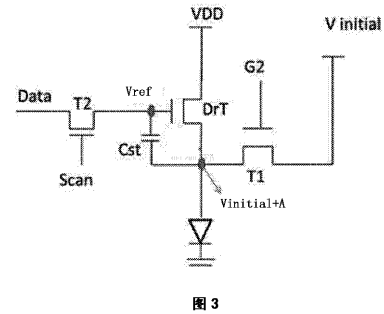 VDD
V initial
G2
Data
T2
Vref
DrT
Cst
Scan
T1
Vinitial+A
图 3